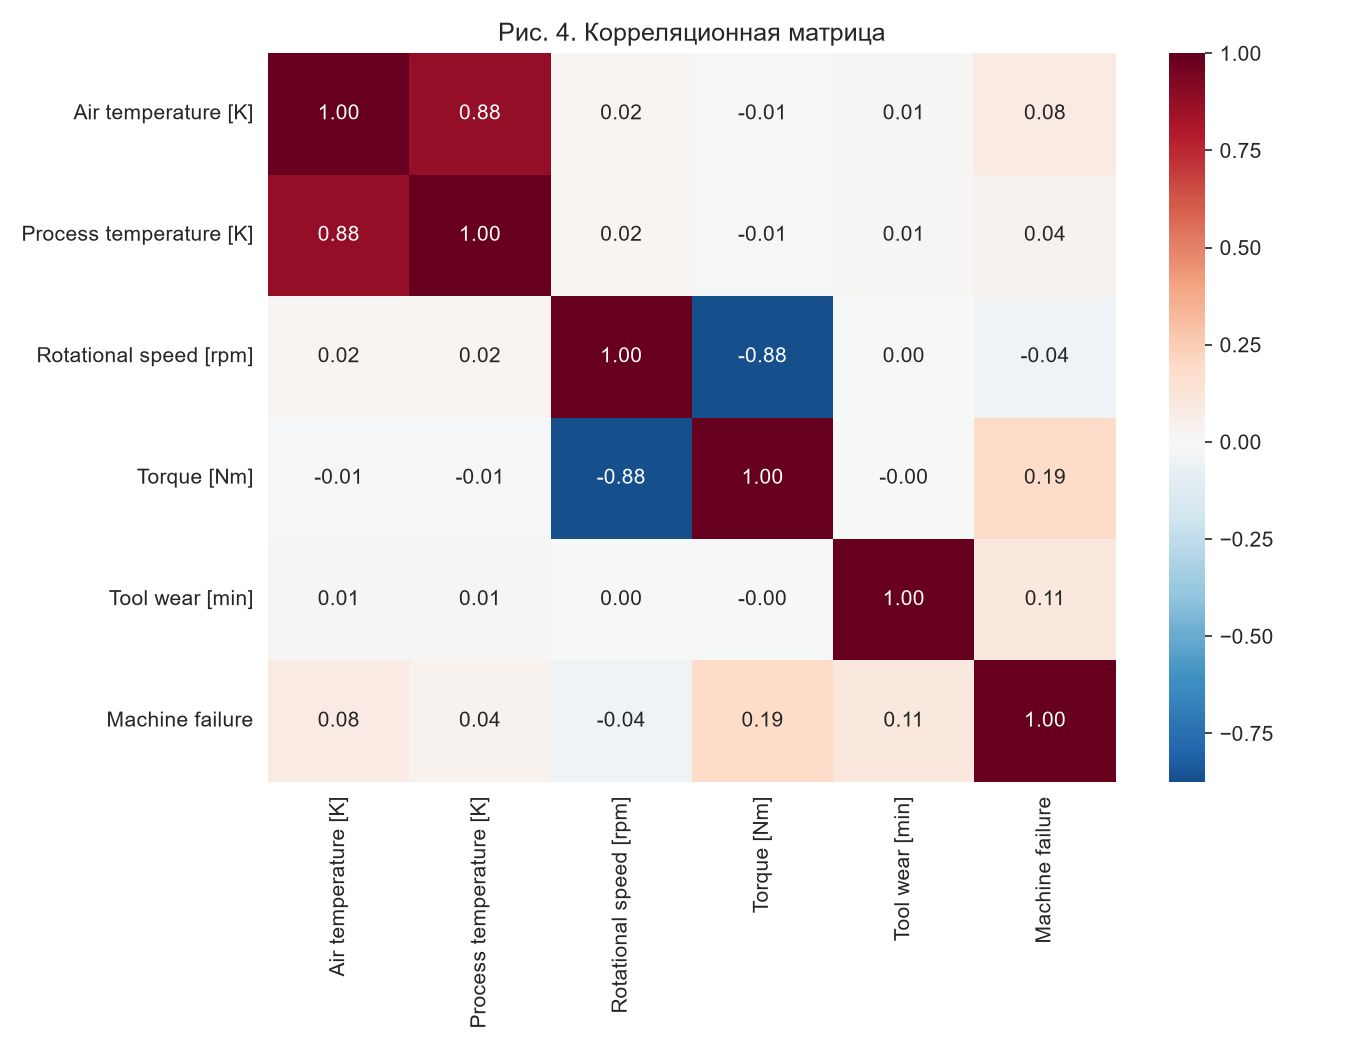 Рис. 4. Корреляционная матрица
Air temperature [K] 1.00 0.88 0.02 -0.01 0.01 0.08
Process temperature [K] 0.88 1.00 0.02 -0.01 0.01 0.04
Rotational speed [rpm] 0.02 0.02 1.00 -0.88 0.00 -0.04
Torque [Nm] -0.01 -0.01 -0.88 1.00 -0.00 0.19
Tool wear [min] 0.01 0.01 0.00 -0.00 1.00 0.11
Machine failure 0.08 0.04 -0.04 0.19 0.11 1.00
Air temperature [K]
Process temperature [K]
Rotational speed [rpm]
Torque [Nm]
Tool wear [min]
Machine failure
1.00
0.75
0.50
0.25
0.00
−0.25
−0.50
−0.75